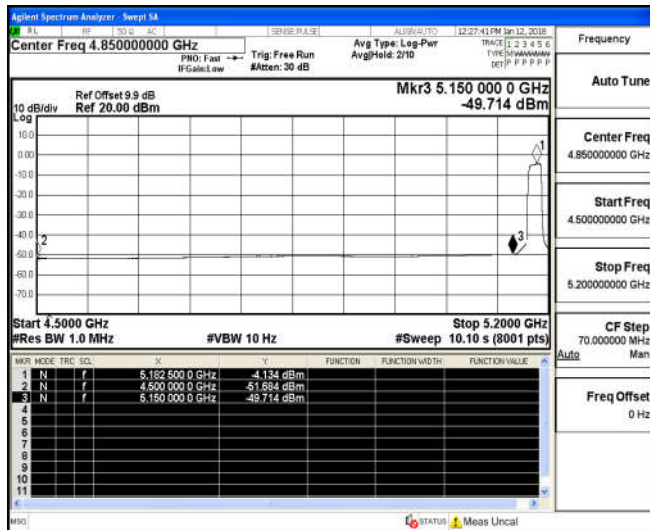 Agilent Spectrum Analyzer - Swept SA
RL RF 50 Ω AC SENSE:PULSE ALIGN AUTO 12:27:41 PM Jan 12, 2018
Center Freq 4.850000000 GHz
PNO: Fast
IFGain:Low
Trig: Free Run
#Atten: 30 dB
Avg Type: Log-Pwr
Avg|Hold: 2/10
TRACE 1 2 3 4 5 6
TYPE
DET P P P P P P
Mkr3 5.150 000 0 GHz
-49.714 dBm
Ref Offset 9.9 dB
Ref 20.00 dBm
10 dB/div
Log
10.0
0.00
-10.0
-20.0
-30.0
-40.0
-50.0
-60.0
-70.0
1
2
3
Start 4.5000 GHz
Stop 5.2000 GHz
#Res BW 1.0 MHz
#VBW 10 Hz
#Sweep 10.10 s (8001 pts)
MKR MODE TRC SCL X Y FUNCTION FUNCTION WIDTH FUNCTION VALUE
1 N f 5.182 500 0 GHz -4.134 dBm
2 N f 4.500 000 0 GHz -51.684 dBm
3 N f 5.150 000 0 GHz -49.714 dBm
4
5
6
7
8
9
10
11
MSG
STATUS
Meas Uncal
Frequency
Auto Tune
Center Freq
4.850000000 GHz
Start Freq
4.500000000 GHz
Stop Freq
5.200000000 GHz
CF Step
70.000000 MHz
Auto Man
Freq Offset
0 Hz